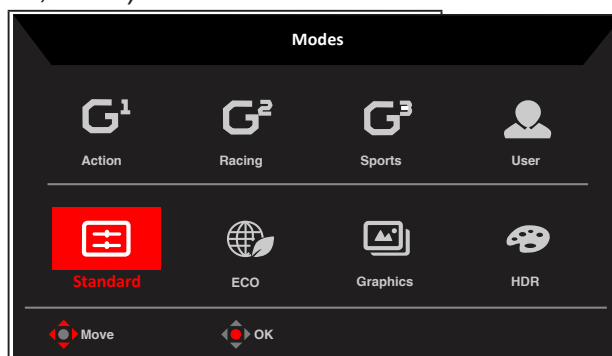 Modes
G1 G2 G3
Action Racing Sports User
Standard ECO Graphics HDR
Move OK